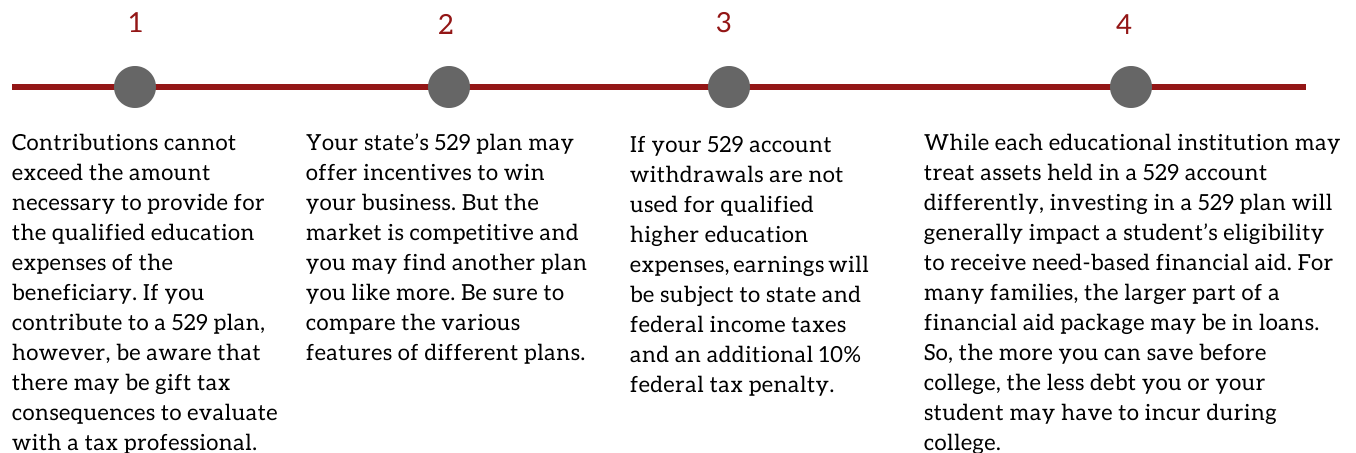 1
Contributions cannot
exceed the amount
necessary to provide for
the qualified education
expenses of the
beneficiary. If you
contribute to a 529 plan,
however, be aware that
there may be gift tax
consequences to evaluate
with a tax professional.
2
Your state’s 529 plan may
offer incentives to win
your business. But the
market is competitive and
you may find another plan
you like more. Be sure to
compare the various
features of different plans.
3
If your 529 account
withdrawals are not
used for qualified
higher education
expenses, earnings will
be subject to state and
federal income taxes
and an additional 10%
federal tax penalty.
4
While each educational institution may
treat assets held in a 529 account
differently, investing in a 529 plan will
generally impact a student’s eligibility
to receive need-based financial aid. For
many families, the larger part of a
financial aid package may be in loans.
So, the more you can save before
college, the less debt you or your
student may have to incur during
college.